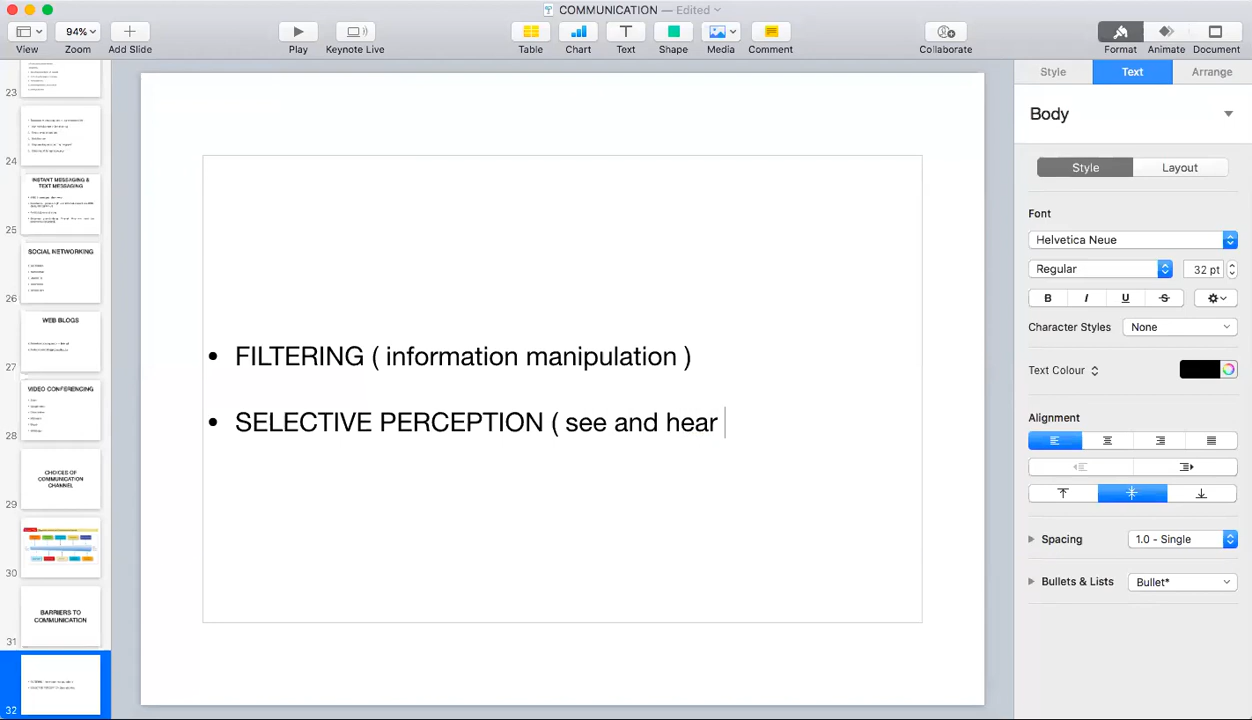 COMMUNICATION — Edited
View
94%
Zoom
Add Slide
Play
Keynote Live
Table
Chart
Text
Shape
Media
Comment
Collaborate
Format
Animate
Document
Style
Text
Arrange
Body
Style
Layout
Font
Helvetica Neue
Regular
32 pt
B I U S
Character Styles
None
Text Colour
Alignment
Spacing
1.0 - Single
Bullets & Lists
Bullet*
• FILTERING ( information manipulation )
• SELECTIVE PERCEPTION ( see and hear
23
24
INSTANT MESSAGING &
TEXT MESSAGING
25
SOCIAL NETWORKING
26
WEB BLOGS
27
VIDEO CONFERENCING
28
CHOICES OF
COMMUNICATION
CHANNEL
29
30
BARRIERS TO
COMMUNICATION
31
32